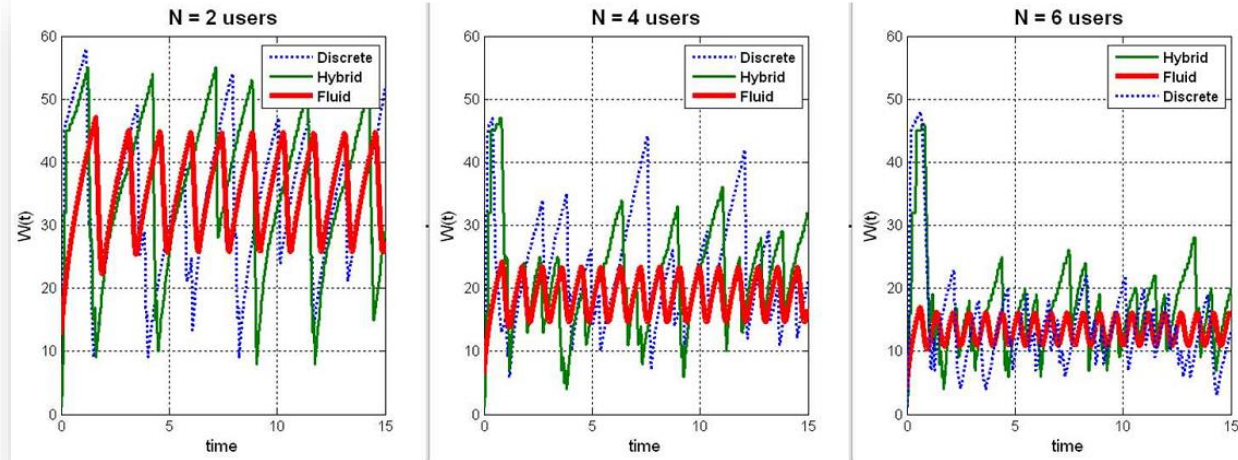 N = 2 users
60
50
40
30
20
10
0
W(t)
0 5 10 15
time
Discrete
Hybrid
Fluid
N = 4 users
60
50
40
30
20
10
0
W(t)
0 5 10 15
time
Discrete
Hybrid
Fluid
N = 6 users
60
50
40
30
20
10
0
W(t)
0 5 10 15
time
Hybrid
Fluid
Discrete